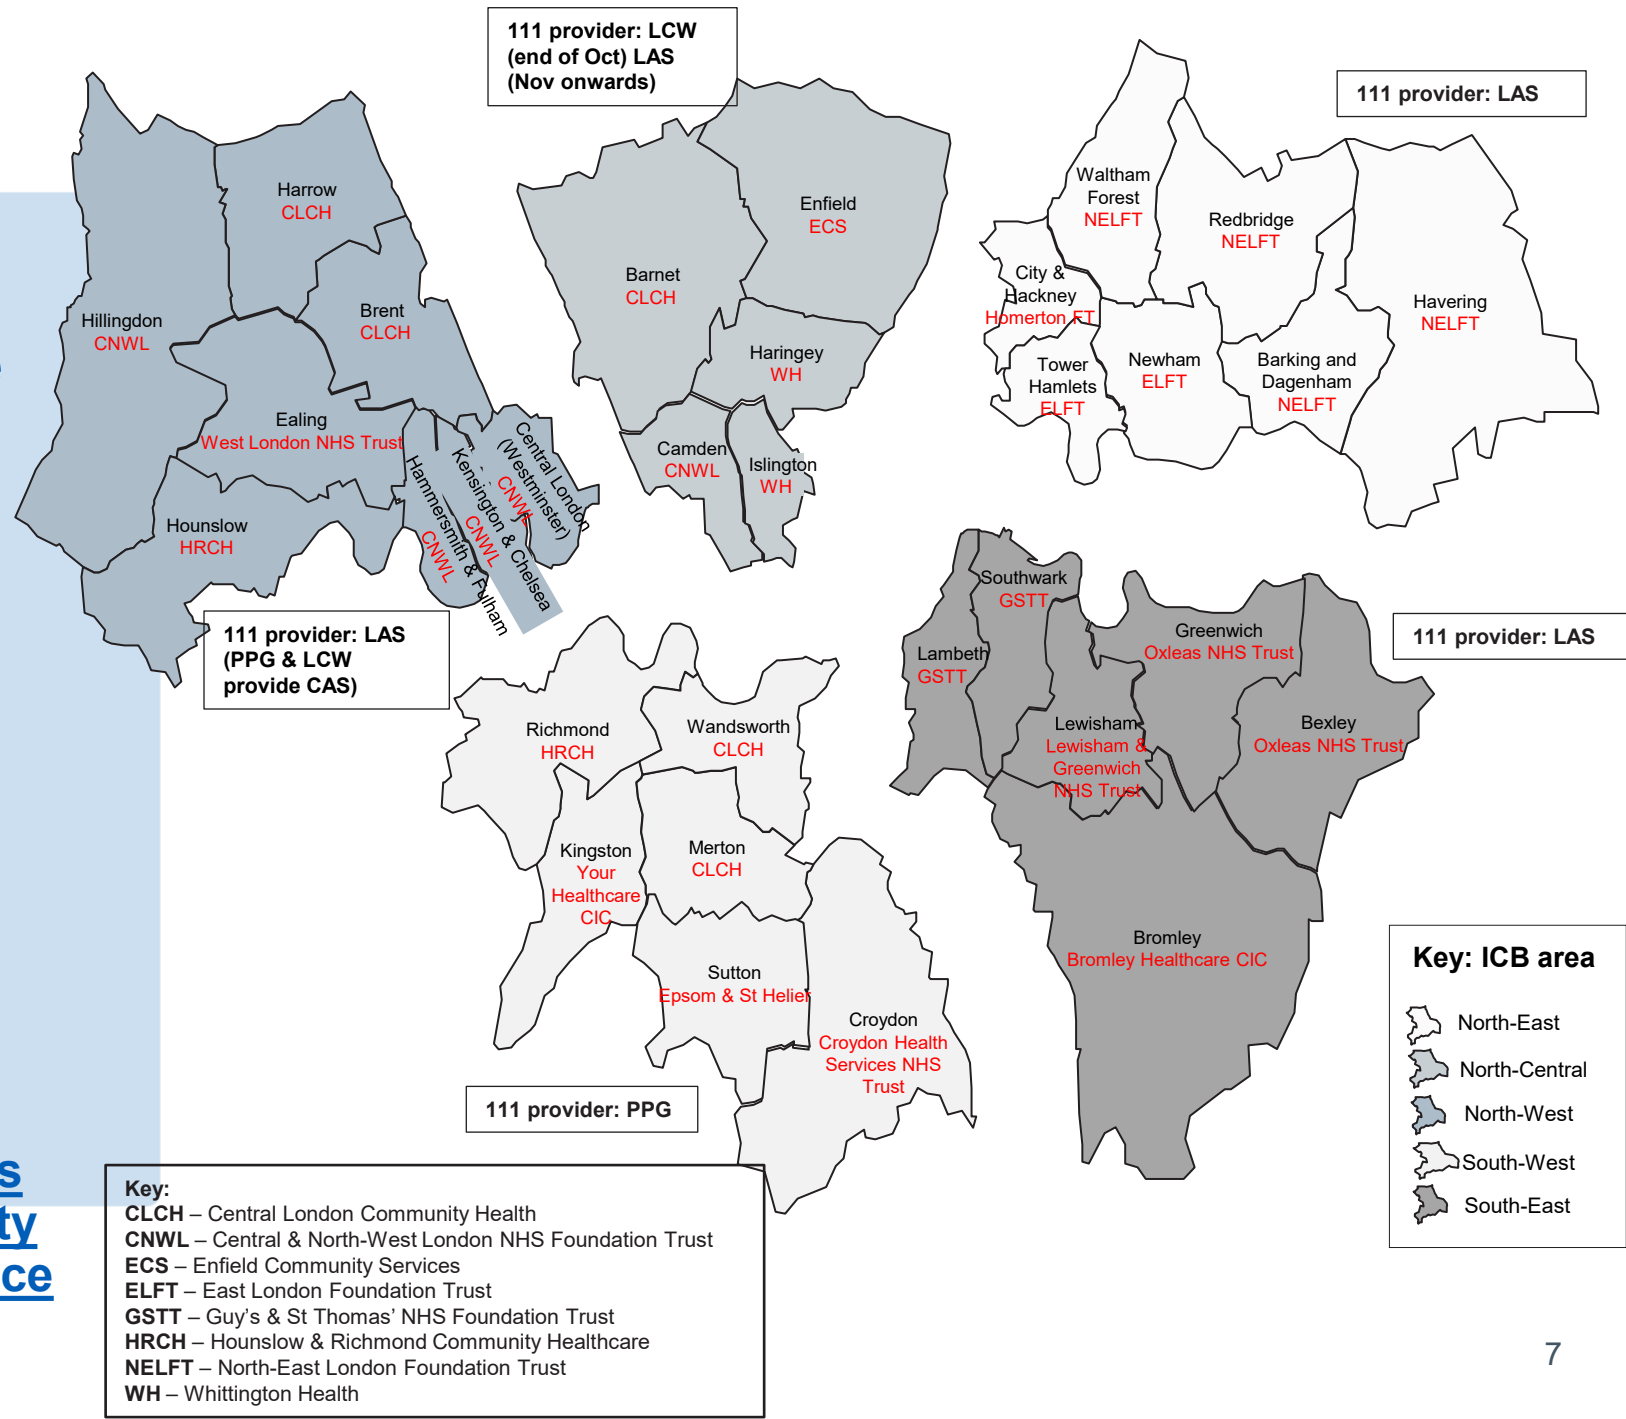 111 provider: LCW
(end of Oct) LAS
(Nov onwards)
111 provider: LAS
Harrow
CLCH
Hillingdon
CNWL
Brent
CLCH
Ealing
West London NHS Trust
Hounslow
HRCH
Hammersmith & Fulham
CNWL
Kensington & Chelsea
CNWL
Central London
(Westminster)
CNWL
111 provider: LAS
(PPG & LCW
provide CAS)
Enfield
ECS
Barnet
CLCH
Haringey
WH
Camden
CNWL
Islington
WH
Waltham
Forest
NELFT
Redbridge
NELFT
City &
Hackney
Homerton FT
Havering
NELFT
Tower
Hamlets
ELFT
Newham
ELFT
Barking and
Dagenham
NELFT
Southwark
GSTT
Lambeth
GSTT
Greenwich
Oxleas NHS Trust
111 provider: LAS
Lewisham
Lewisham &
Greenwich
NHS Trust
Bexley
Oxleas NHS Trust
Bromley
Bromley Healthcare CIC
Richmond
HRCH
Wandsworth
CLCH
Kingston
Your
Healthcare
CIC
Merton
CLCH
Sutton
Epsom & St Helier
Croydon
Croydon Health
Services NHS
Trust
111 provider: PPG
Key: ICB area
North-East
North-Central
North-West
South-West
South-East
s
ty
ce
Key:
CLCH – Central London Community Health
CNWL – Central & North-West London NHS Foundation Trust
ECS – Enfield Community Services
ELFT – East London Foundation Trust
GSTT – Guy's & St Thomas' NHS Foundation Trust
HRCH – Hounslow & Richmond Community Healthcare
NELFT – North-East London Foundation Trust
WH – Whittington Health
7